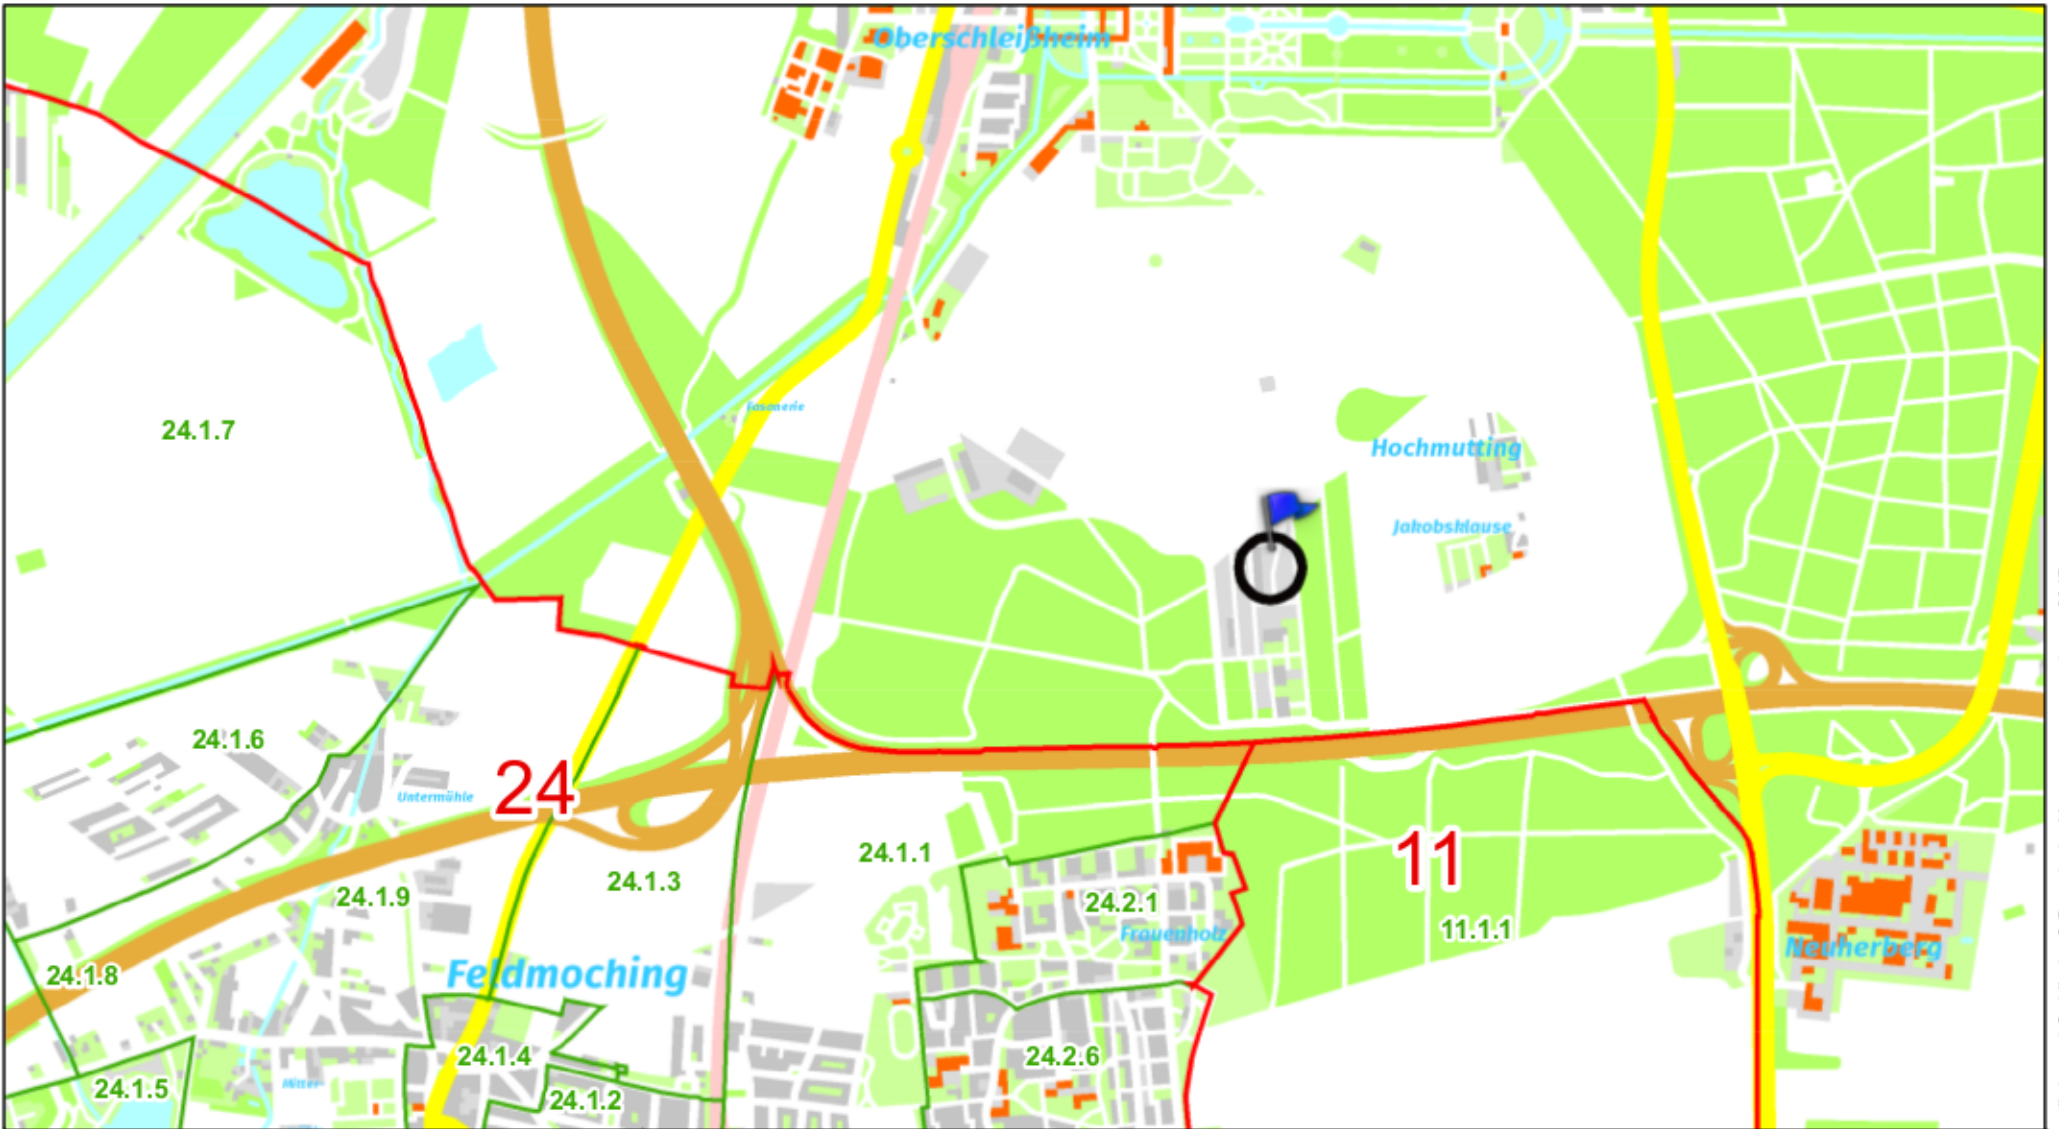 Oberschleißheim
Fasanerie
24.1.7
Hochmutting
Jakobsklause
24.1.6
24
Untermühle
24.1.1
11
24.1.3
24.1.9
24.2.1
11.1.1
Frauenholz
Neuherberg
24.1.8
Feldmoching
24.1.4
24.2.6
Mitter
24.1.5
24.1.2